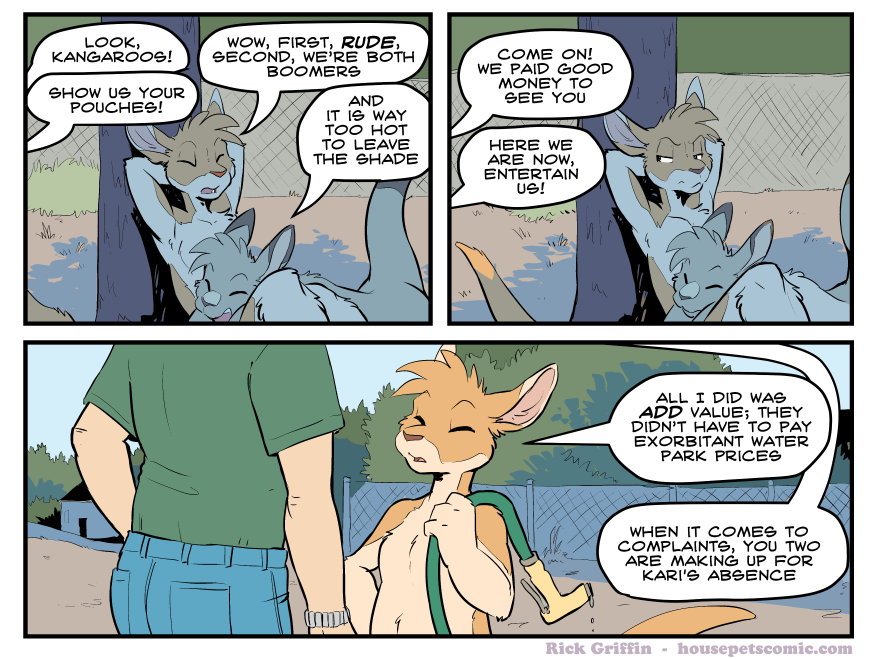 LOOK,
KANGAROOS!
SHOW US YOUR
POUCHES!
WOW, FIRST, RUDE,
SECOND, WE'RE BOTH
BOOMERS
AND
IT IS WAY
TOO HOT
TO LEAVE
THE SHADE
COME ON!
WE PAID GOOD
MONEY TO
SEE YOU
HERE WE
ARE NOW,
ENTERTAIN
US!
ALL I DID WAS
ADD VALUE; THEY
DIDN'T HAVE TO PAY
EXORBITANT WATER
PARK PRICES
WHEN IT COMES TO
COMPLAINTS, YOU TWO
ARE MAKING UP FOR
KARI'S ABSENCE
Rick Griffin - housepetscomic.com